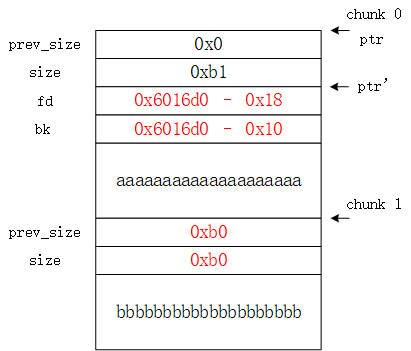 chunk 0
prev_size 0x0 ptr
size 0xb1
ptr’
fd 0x6016d0 - 0x18
bk 0x6016d0 - 0x10
aaaaaaaaaaaaaaaaaaaa
chunk 1
prev_size 0xb0
size 0xb0
bbbbbbbbbbbbbbbbbbbb